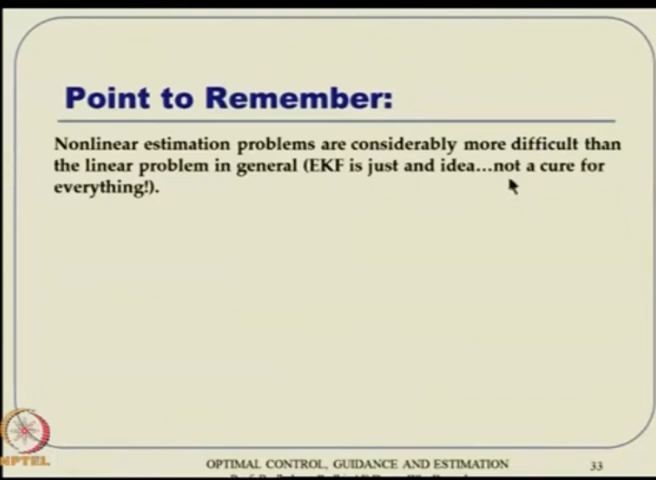 Point to Remember:
Nonlinear estimation problems are considerably more difficult than
the linear problem in general (EKF is just and idea...not a cure for
everything!).
NPTEL
OPTIMAL CONTROL, GUIDANCE AND ESTIMATION
33